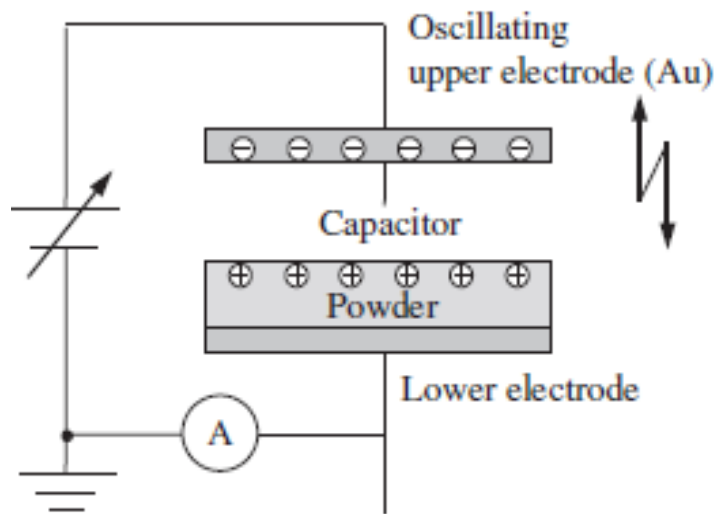 Oscillating
upper electrode (Au)
Capacitor
Powder
Lower electrode
A